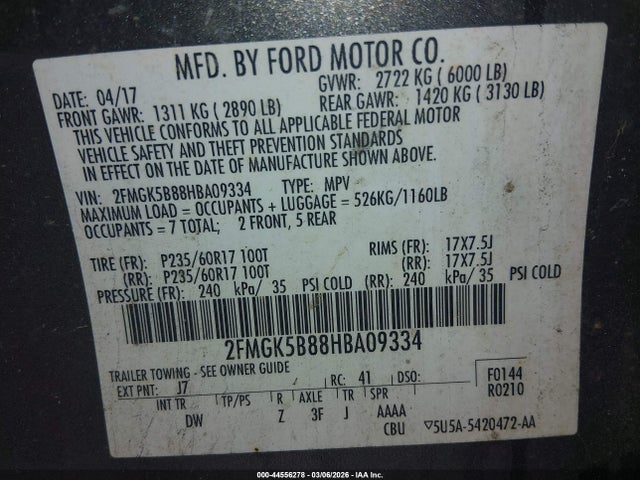 MFD. BY FORD MOTOR CO.
DATE: 04/17 GVWR: 2722 KG ( 6000 LB)
FRONT GAWR: 1311 KG ( 2890 LB) REAR GAWR: 1420 KG ( 3130 LB)
THIS VEHICLE CONFORMS TO ALL APPLICABLE FEDERAL MOTOR
VEHICLE SAFETY AND THEFT PREVENTION STANDARDS
IN EFFECT ON THE DATE OF MANUFACTURE SHOWN ABOVE.
VIN: 2FMGK5B88HBA09334 TYPE: MPV
MAXIMUM LOAD = OCCUPANTS + LUGGAGE = 526KG/1160LB
OCCUPANTS = 7 TOTAL; 2 FRONT, 5 REAR
TIRE (FR): P235/60R17 100T RIMS (FR): 17X7.5J
(RR): P235/60R17 100T (RR): 17X7.5J
PRESSURE (FR): 240 kPa/ 35 PSI COLD (RR): 240 kPa/ 35 PSI COLD
2FMGK5B88HBA09334
TRAILER TOWING - SEE OWNER GUIDE F0144
EXT PNT: J7 RC: 41 DSO: R0210
INT TR TP/PS R AXLE TR SPR
DW Z 3F J AAAA
CBU ▽5U5A-5420472-AA
000-44556278 — 03/06/2026 — IAA Inc.